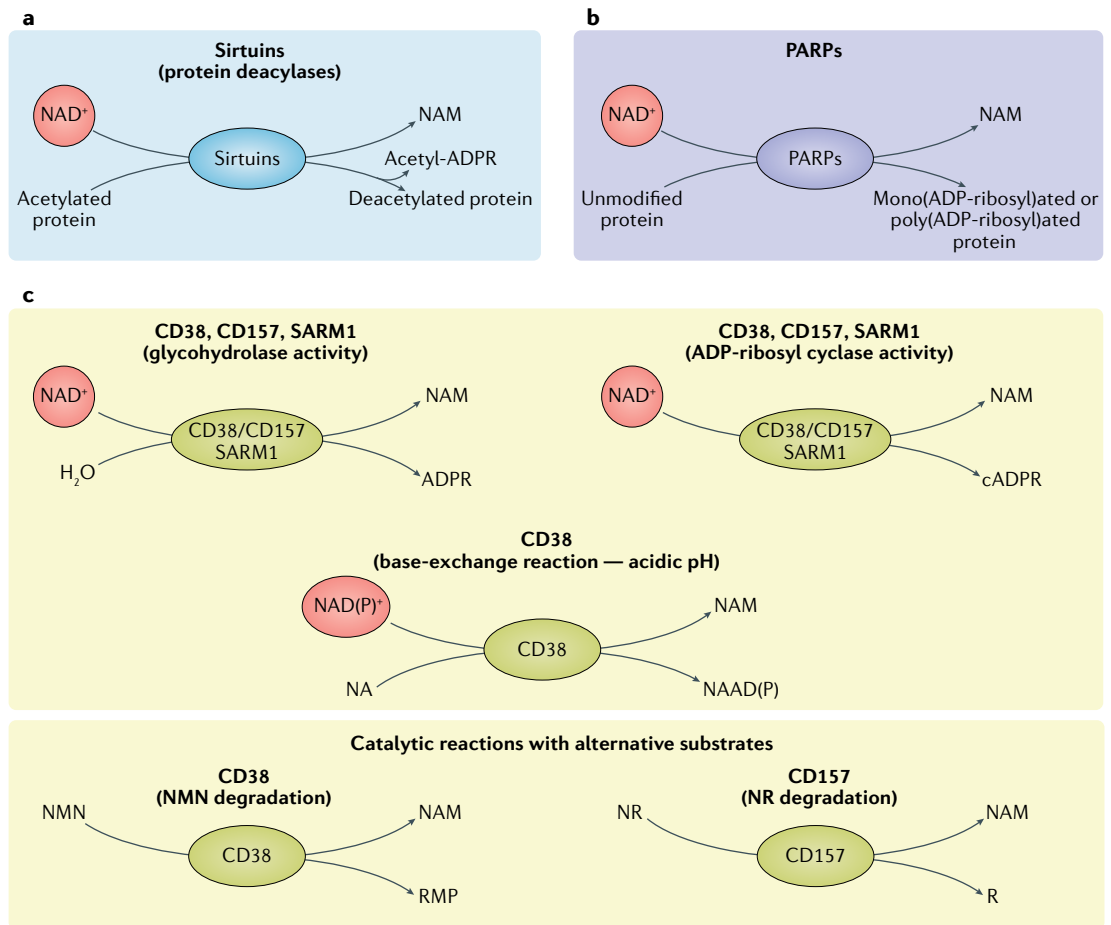 a
Sirtuins
(protein deacylases)
NAD⁺
NAM
Sirtuins
Acetyl-ADPR
Acetylated
protein
Deacetylated protein
b
PARPs
NAD⁺
NAM
PARPs
Unmodified
protein
Mono(ADP-ribosyl)ated or
poly(ADP-ribosyl)ated
protein
c
CD38, CD157, SARM1
(glycohydrolase activity)
NAD⁺
NAM
CD38/CD157
SARM1
H₂O
ADPR
CD38, CD157, SARM1
(ADP-ribosyl cyclase activity)
NAD⁺
NAM
CD38/CD157
SARM1
cADPR
CD38
(base-exchange reaction — acidic pH)
NAD(P)⁺
NAM
CD38
NA
NAAD(P)
Catalytic reactions with alternative substrates
CD38
(NMN degradation)
NMN
NAM
CD38
RMP
CD157
(NR degradation)
NR
NAM
CD157
R